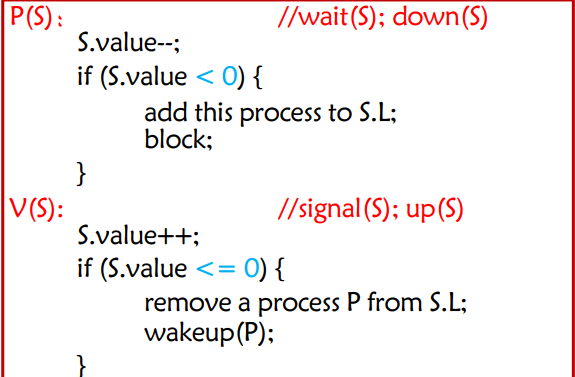 P(S): //wait(S); down(S)
S.value--;
if (S.value < 0) {
add this process to S.L;
block;
}
V(S): //signal(S); up(S)
S.value++;
if (S.value <= 0) {
remove a process P from S.L;
wakeup(P);
}